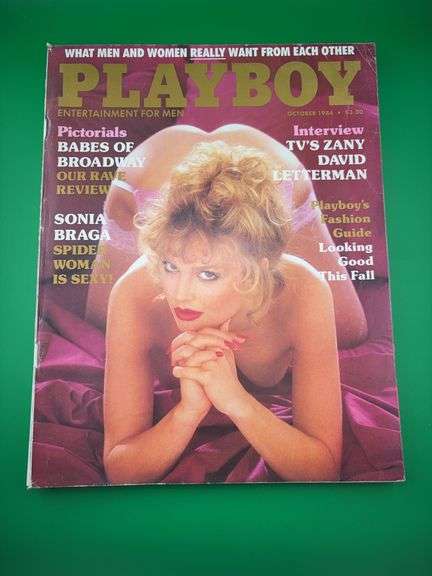 WHAT MEN AND WOMEN REALLY WANT FROM EACH OTHER
PLAYBOY
ENTERTAINMENT FOR MEN
OCTOBER 1984 • $3.50
Pictorials
BABES OF
BROADWAY
OUR RAVE
REVIEW
SONIA
BRAGA
SPIDER
WOMAN
IS SEXY!
Interview
TV'S ZANY
DAVID
LETTERMAN
Playboy's
Fashion
Guide
Looking
Good
This Fall